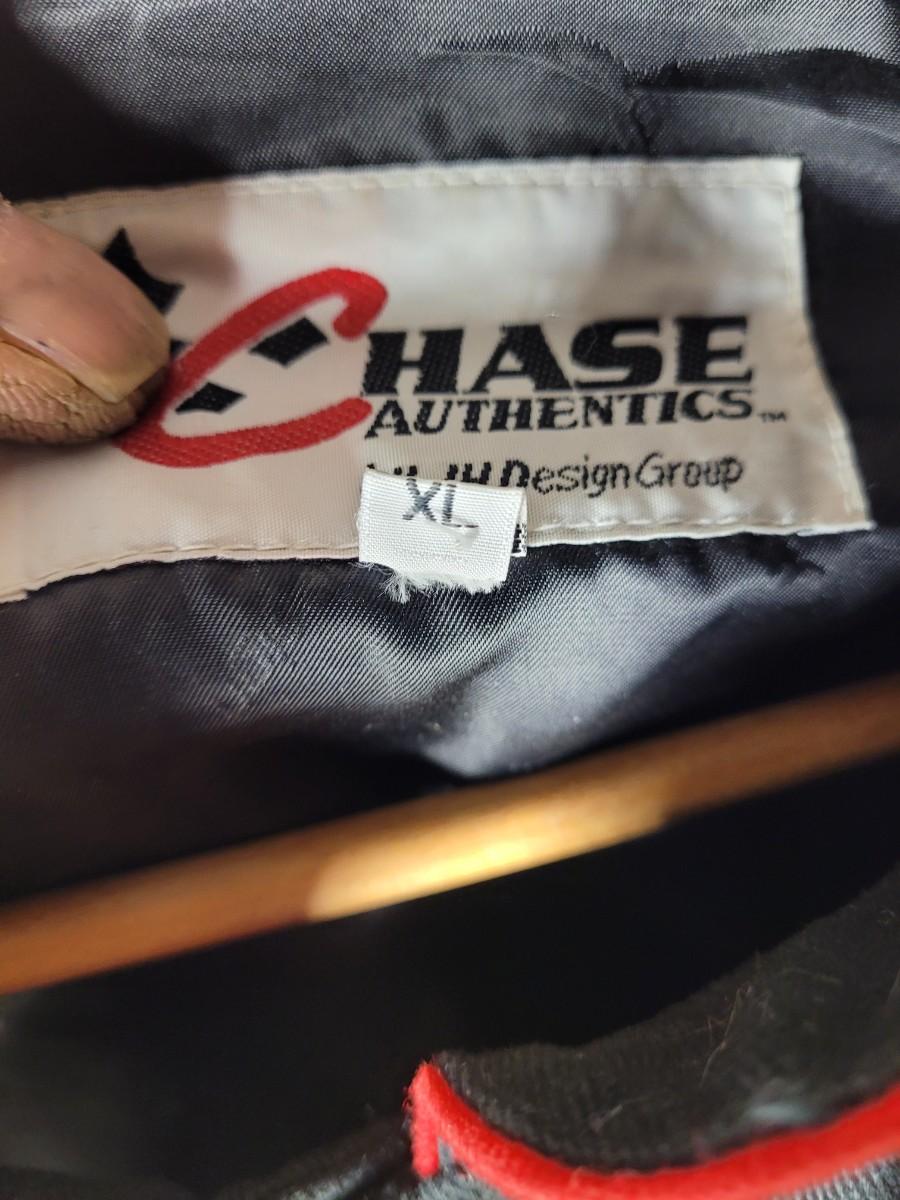 CHASE
AUTHENTICS™
Design Group
XL